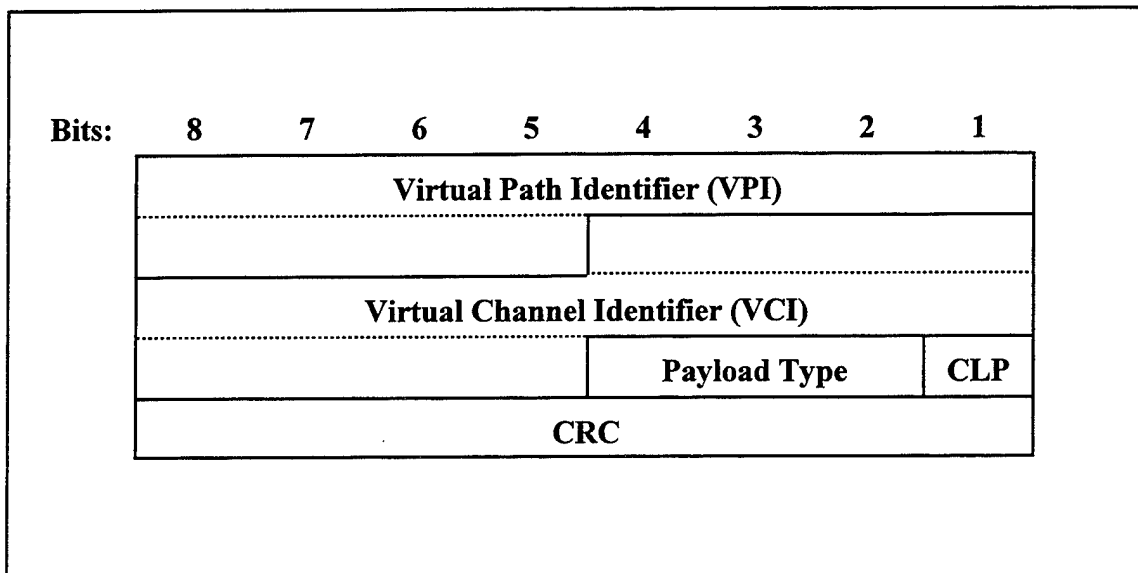 Bits: 8 7 6 5 4 3 2 1
Virtual Path Identifier (VPI)
Virtual Channel Identifier (VCI)
Payload Type CLP
CRC